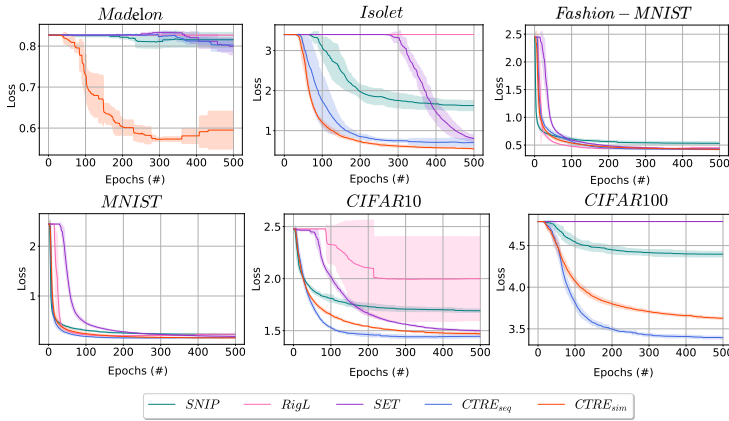 Madelon
Isolet
Fashion − MNIST
Loss
0.8
0.7
0.6
0
100
200
300
400
500
Epochs (#)
Loss
3
2
1
0
100
200
300
400
500
Epochs (#)
Loss
2.5
2.0
1.5
1.0
0.5
0
100
200
300
400
500
Epochs (#)
MNIST
CIFAR10
CIFAR100
Loss
2
1
0
100
200
300
400
500
Epochs (#)
Loss
2.5
2.0
1.5
0
100
200
300
400
500
Epochs (#)
Loss
4.5
4.0
3.5
0
100
200
300
400
500
Epochs (#)
SNIP RigL SET CTRE_seq CTRE_sim